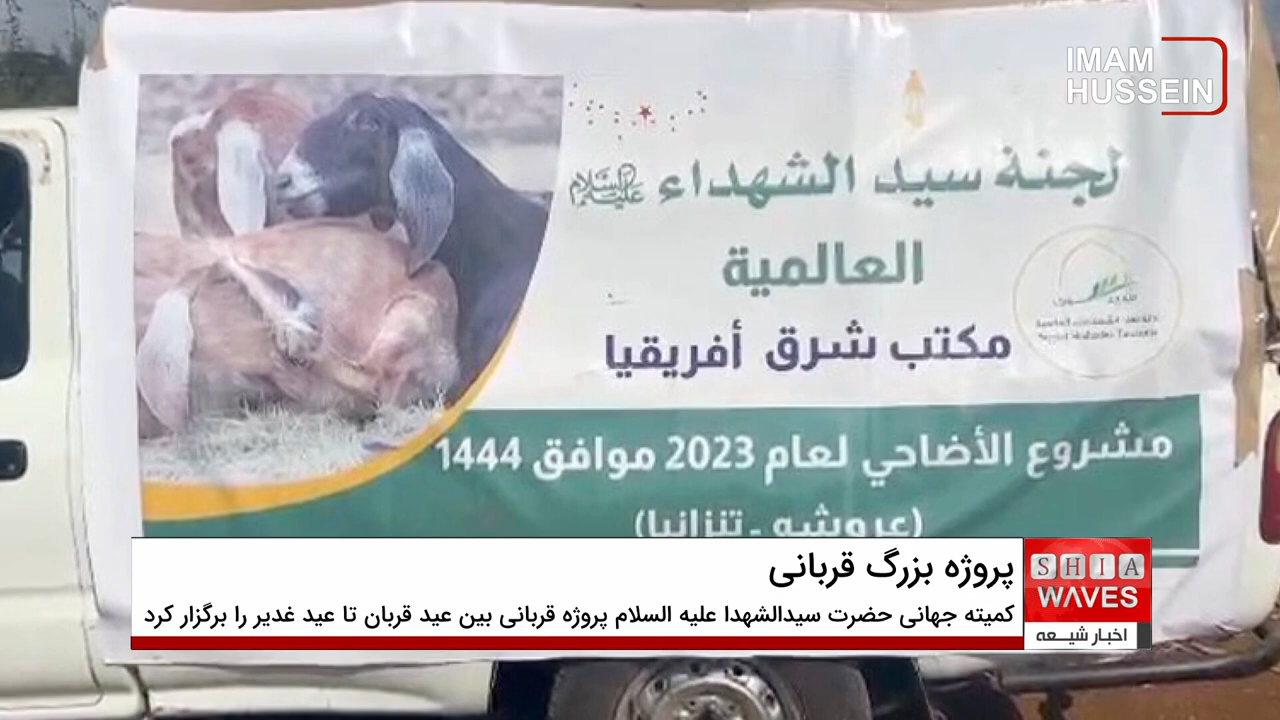 IMAM
HUSSEIN
لجنة سيد الشهداء عليه السلام
العالمية
مكتب شرق أفريقيا
مشروع الأضاحي لعام 2023 موافق 1444
(عروشه - تنزانيا)
پروژه بزرگ قربانی
کمیته جهانی حضرت سیدالشهدا علیه السلام پروژه قربانی بین عید قربان تا عید غدیر را برگزار کرد
SHIA
WAVES
اخبار شیعه